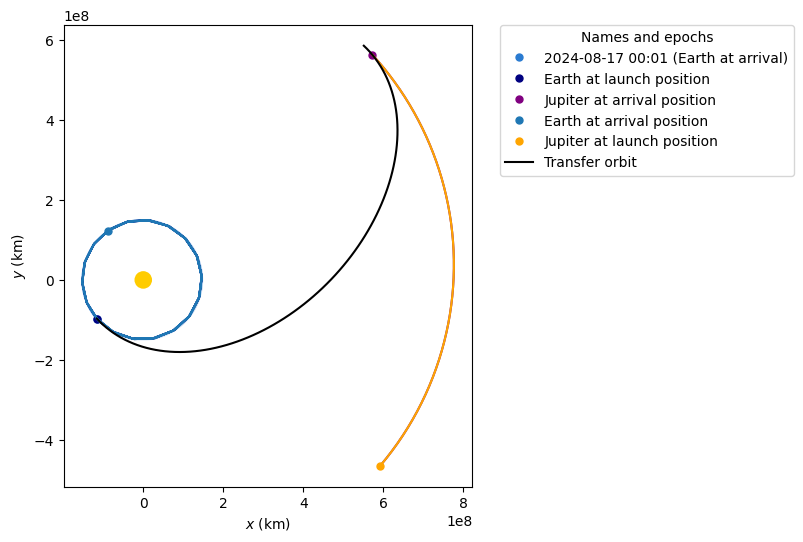 1e8
6
4
2
0
−2
−4
y (km)
0
2
4
6
8
1e8
x (km)
Names and epochs
2024-08-17 00:01 (Earth at arrival)
Earth at launch position
Jupiter at arrival position
Earth at arrival position
Jupiter at launch position
Transfer orbit